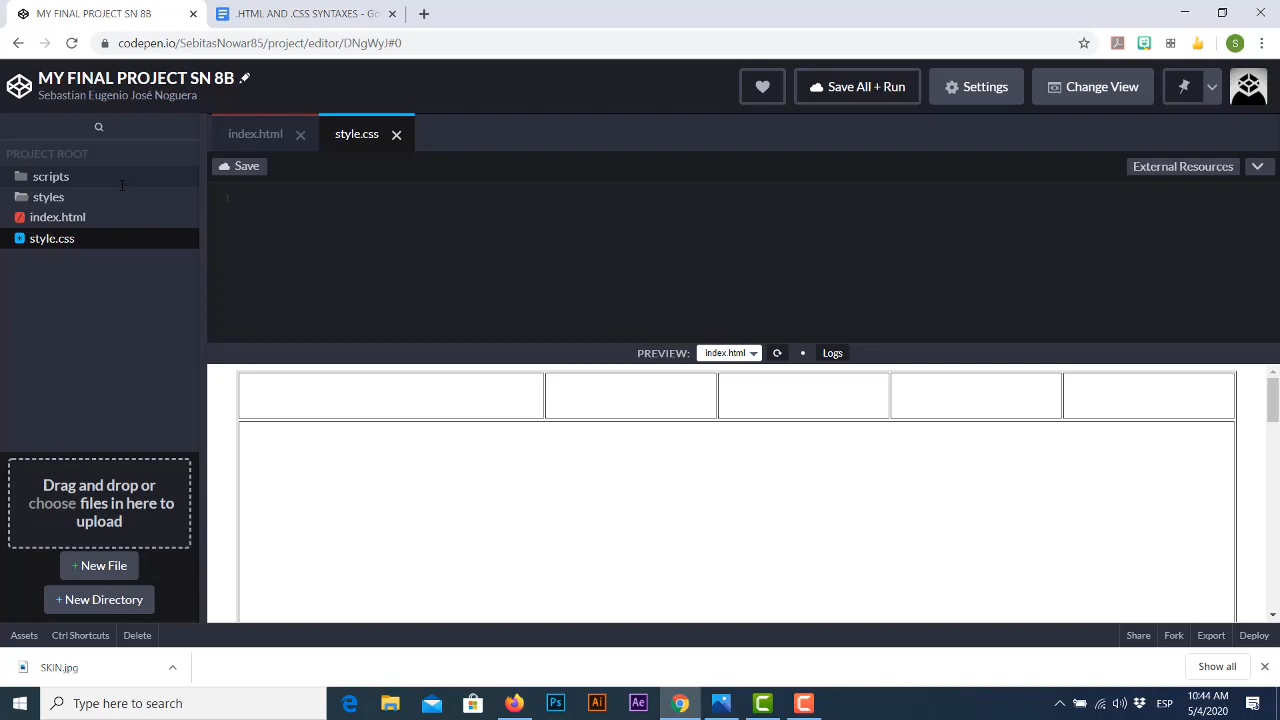 MY FINAL PROJECT SN 8B
.HTML AND .CSS SYNTAXES - Go
codepen.io/SebitasNowar85/project/editor/DNgWyJ#0
S
MY FINAL PROJECT SN 8B
Sebastian Eugenio José Noguera
Save All + Run
Settings
Change View
index.html
style.css
PROJECT ROOT
scripts
styles
index.html
style.css
Save
External Resources
1
PREVIEW:
index.html
Logs
Drag and drop or
choose files in here to
upload
+ New File
+ New Directory
Assets
Ctrl Shortcuts
Delete
Share
Fork
Export
Deploy
SKIN.jpg
Show all
Type here to search
Ps
Ai
Ae
ESP
10:44 AM
5/4/2020